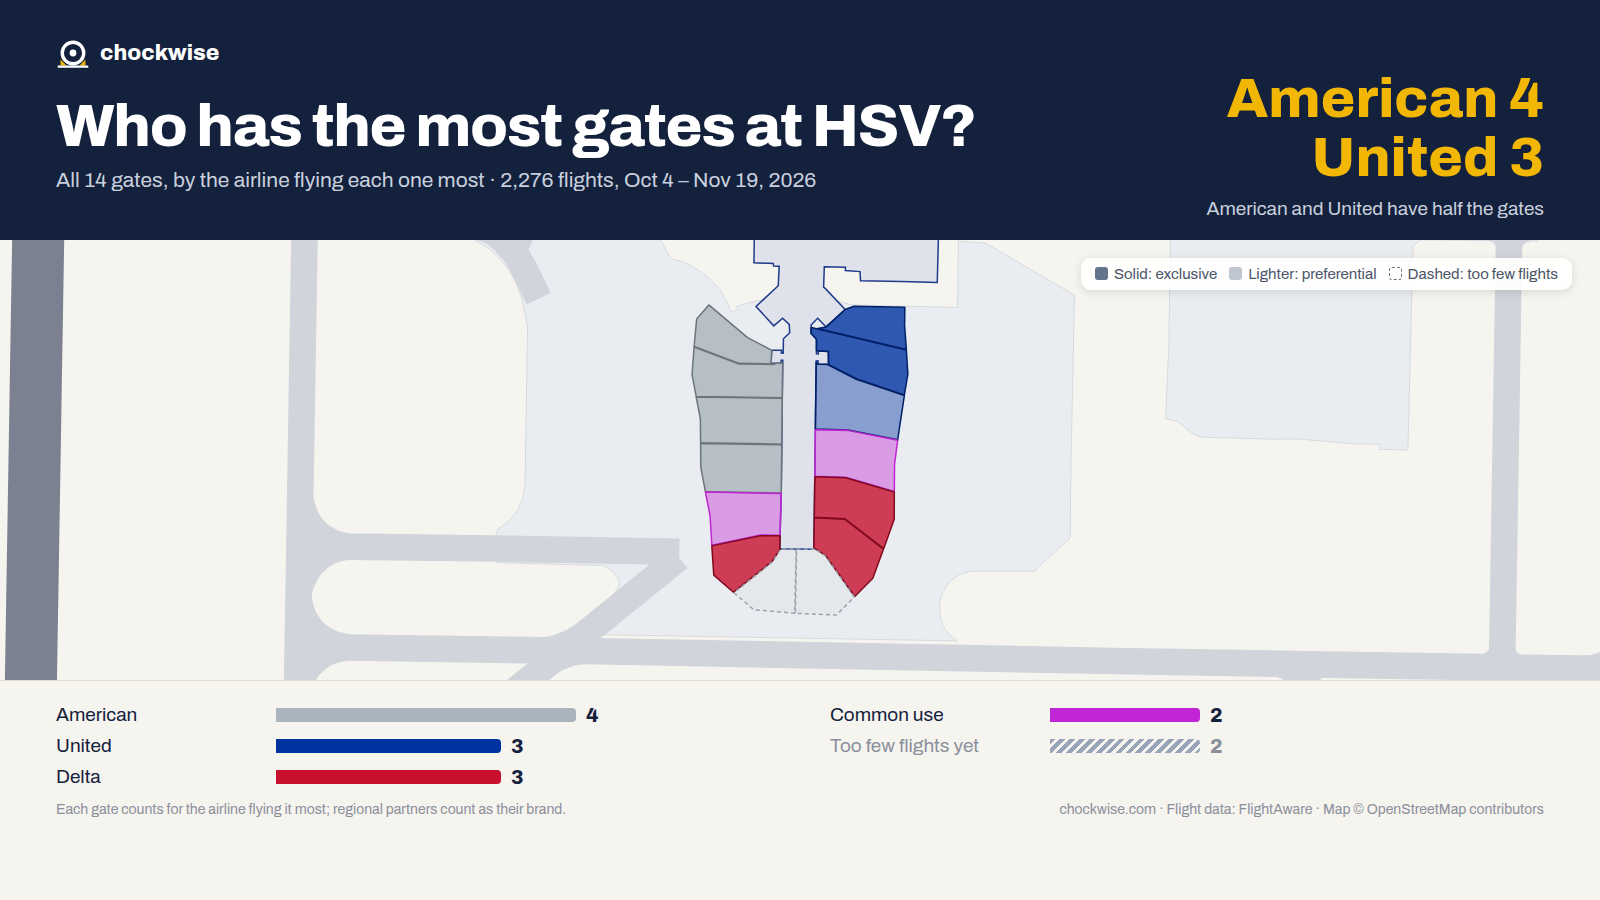 chockwise
Who has the most gates at HSV?
All 14 gates, by the airline flying each one most · 2,276 flights, Oct 4 – Nov 19, 2026
American 4
United 3
American and United have half the gates
Solid: exclusive
Lighter: preferential
Dashed: too few flights
American 4
United 3
Delta 3
Common use 2
Too few flights yet 2
Each gate counts for the airline flying it most; regional partners count as their brand.
chockwise.com · Flight data: FlightAware · Map © OpenStreetMap contributors